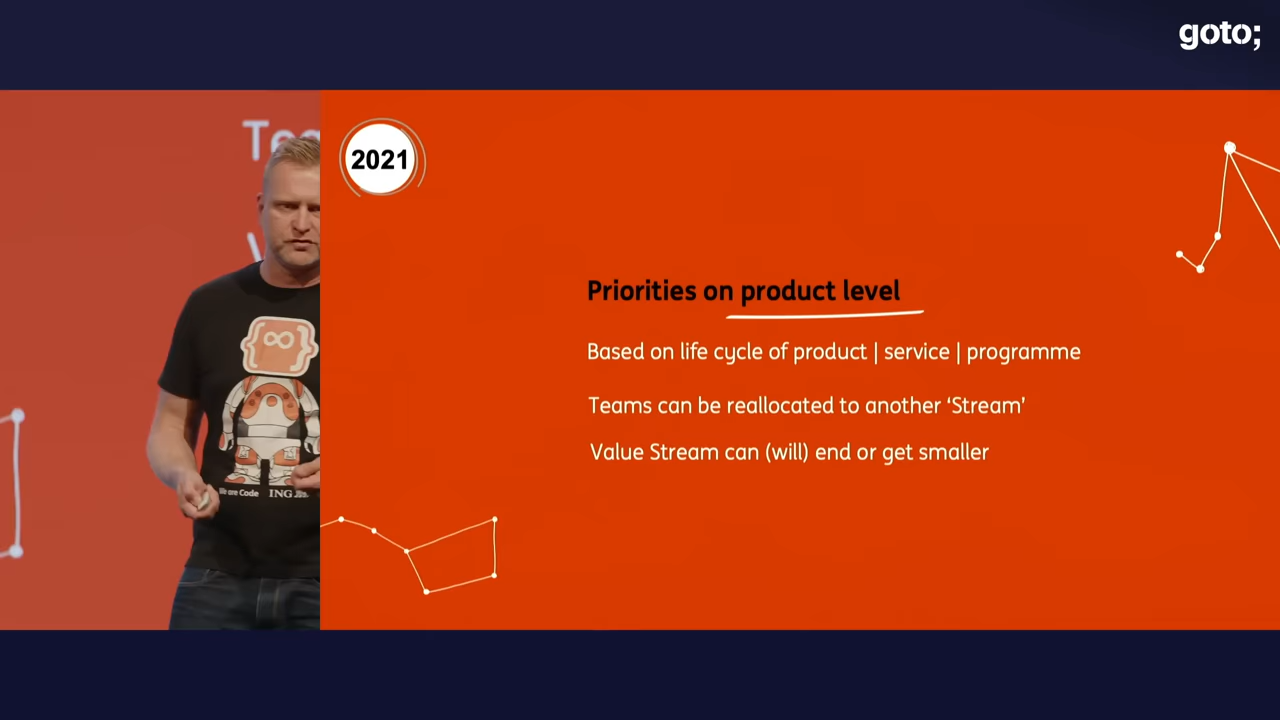 goto;
2021
Priorities on product level
Based on life cycle of product | service | programme
Teams can be reallocated to another ‘Stream’
Value Stream can (will) end or get smaller
We are Code ING